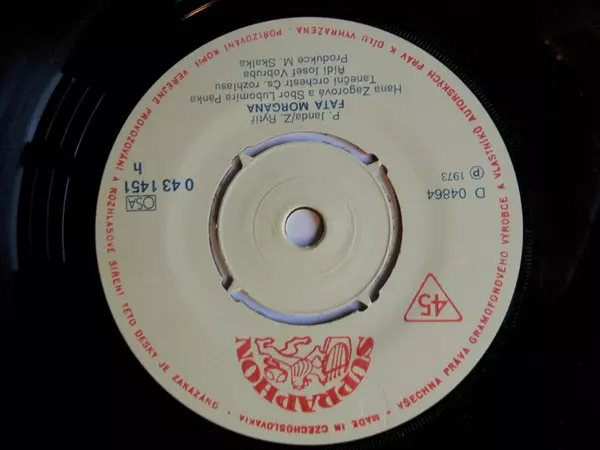 SUPRAPHON
45
D 04864
℗ 1973
0 43 1451
h
OSA
P. Janda/Z. Rytíř
FATA MORGANA
Hana Zagorová a Sbor Lubomíra Pánka
Taneční orchestr Čs. rozhlasu
Řídí Josef Vobruba
Produkce M. Skalka
MADE IN CZECHOSLOVAKIA • VŠECHNA PRÁVA GRAMOFONOVÉHO VÝROBCE A VLASTNÍKŮ AUTORSKÝCH PRÁV K DÍLU VYHRAŽENA. POŘIZOVÁNÍ KOPIÍ, VEŘEJNÉ PROVOZOVÁNÍ A ROZHLASOVÉ ŠÍŘENÍ TÉTO DESKY JE ZAKÁZÁNO •